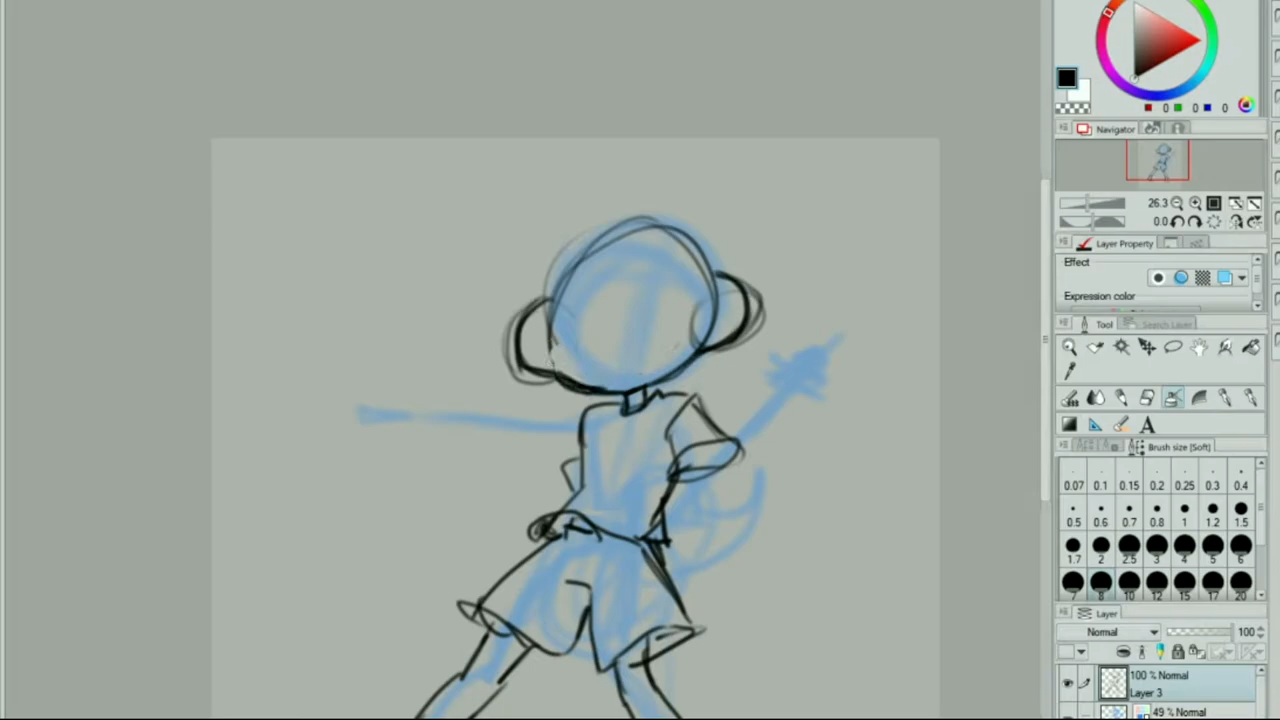 0 0 0
Navigator
26.3
0.0
Layer Property
Effect
Expression color
Tool Search Layer
A
Brush size [Soft]
0.07 0.1 0.15 0.2 0.25 0.3 0.4
0.5 0.6 0.7 0.8 1 1.2 1.5
1.7 2 2.5 3 4 5 6
7 8 10 12 15 17 20
Layer
Normal 100
100 % Normal
Layer 3
49 % Normal